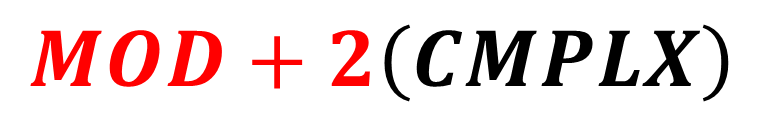 MOD + 2(CMPLX)